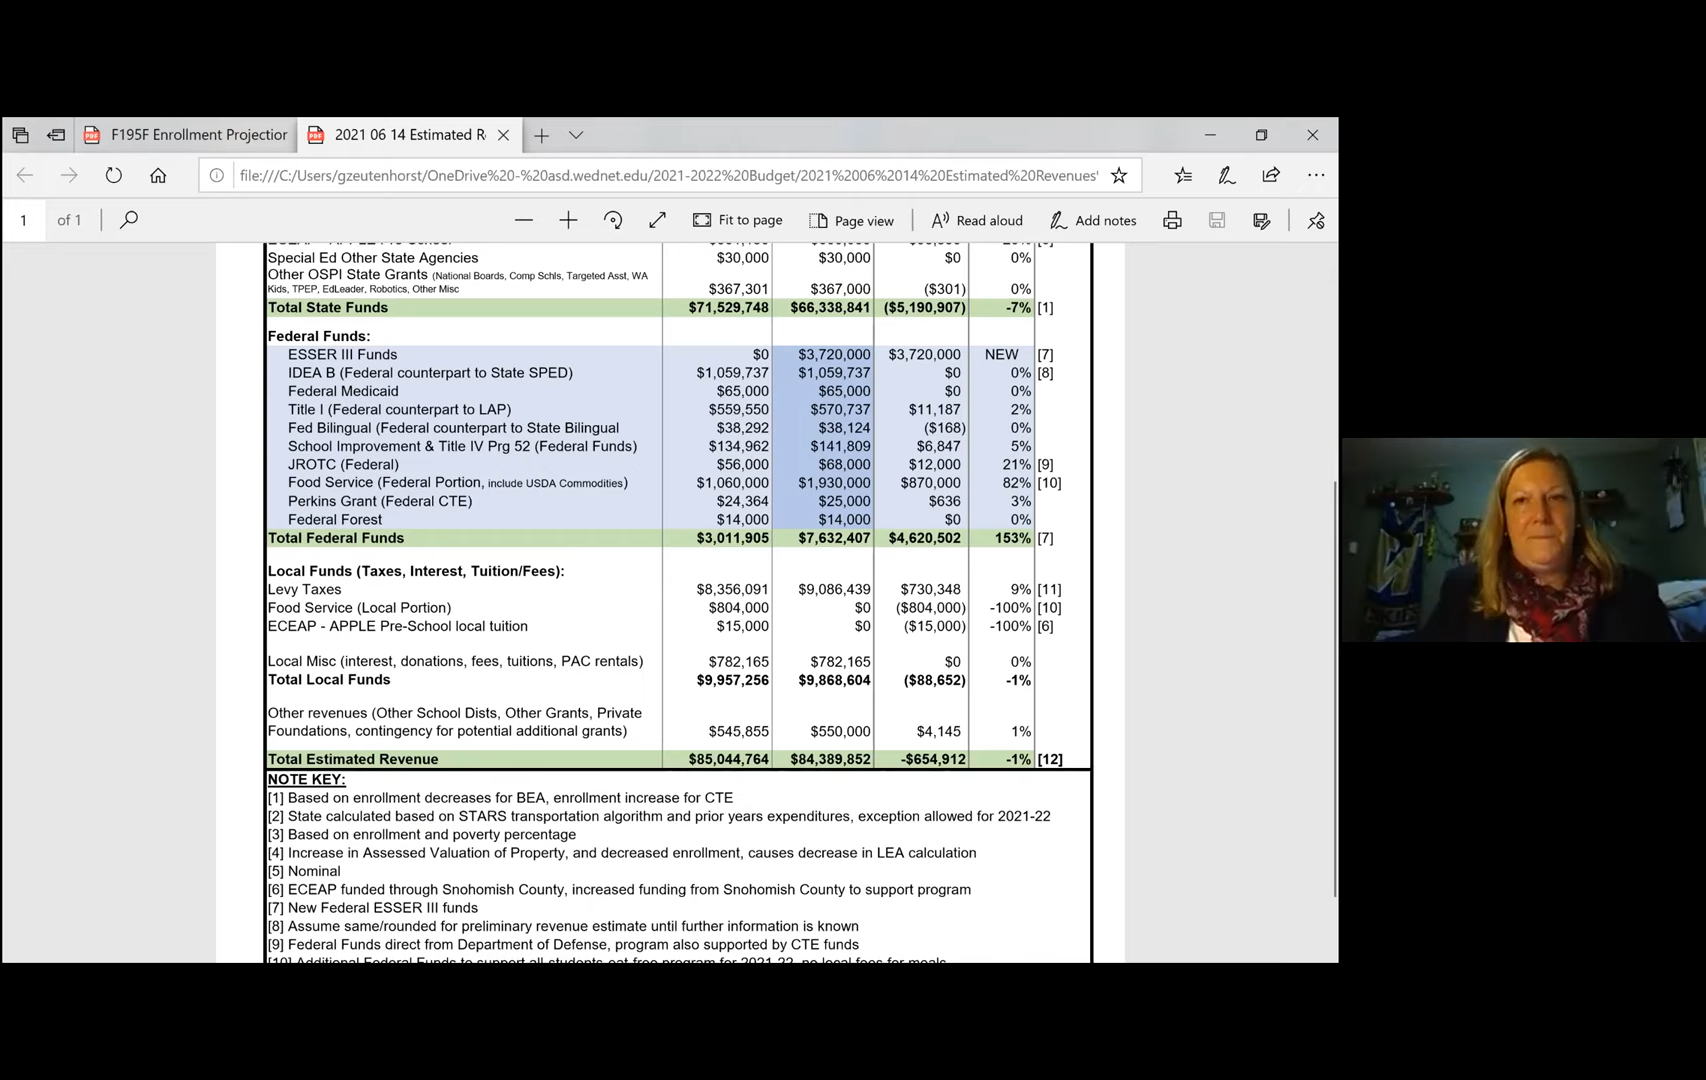 F195F Enrollment Projection
2021 06 14 Estimated R
file:///C:/Users/gzeutenhorst/OneDrive%20-%20asd.wednet.edu/2021-2022%20Budget/2021%2006%2014%20Estimated%20Revenues'
1 of 1 Fit to page Page view Read aloud Add notes
Special Ed Other State Agencies $30,000 $30,000 $0 0%
Other OSPI State Grants (National Boards, Comp Schls, Targeted Asst, WA
Kids, TPEP, EdLeader, Robotics, Other Misc $367,301 $367,000 ($301) 0%
Total State Funds $71,529,748 $66,338,841 ($5,190,907) -7% [1]
Federal Funds:
ESSER III Funds $0 $3,720,000 $3,720,000 NEW [7]
IDEA B (Federal counterpart to State SPED) $1,059,737 $1,059,737 $0 0% [8]
Federal Medicaid $65,000 $65,000 $0 0%
Title I (Federal counterpart to LAP) $559,550 $570,737 $11,187 2%
Fed Bilingual (Federal counterpart to State Bilingual $38,292 $38,124 ($168) 0%
School Improvement & Title IV Prg 52 (Federal Funds) $134,962 $141,809 $6,847 5%
JROTC (Federal) $56,000 $68,000 $12,000 21% [9]
Food Service (Federal Portion, include USDA Commodities) $1,060,000 $1,930,000 $870,000 82% [10]
Perkins Grant (Federal CTE) $24,364 $25,000 $636 3%
Federal Forest $14,000 $14,000 $0 0%
Total Federal Funds $3,011,905 $7,632,407 $4,620,502 153% [7]
Local Funds (Taxes, Interest, Tuition/Fees):
Levy Taxes $8,356,091 $9,086,439 $730,348 9% [11]
Food Service (Local Portion) $804,000 $0 ($804,000) -100% [10]
ECEAP - APPLE Pre-School local tuition $15,000 $0 ($15,000) -100% [6]
Local Misc (interest, donations, fees, tuitions, PAC rentals) $782,165 $782,165 $0 0%
Total Local Funds $9,957,256 $9,868,604 ($88,652) -1%
Other revenues (Other School Dists, Other Grants, Private
Foundations, contingency for potential additional grants) $545,855 $550,000 $4,145 1%
Total Estimated Revenue $85,044,764 $84,389,852 -$654,912 -1% [12]
NOTE KEY:
[1] Based on enrollment decreases for BEA, enrollment increase for CTE
[2] State calculated based on STARS transportation algorithm and prior years expenditures, exception allowed for 2021-22
[3] Based on enrollment and poverty percentage
[4] Increase in Assessed Valuation of Property, and decreased enrollment, causes decrease in LEA calculation
[5] Nominal
[6] ECEAP funded through Snohomish County, increased funding from Snohomish County to support program
[7] New Federal ESSER III funds
[8] Assume same/rounded for preliminary revenue estimate until further information is known
[9] Federal Funds direct from Department of Defense, program also supported by CTE funds
[10] Additional Federal Funds to support all students eat free program for 2021-22, no local fees for meals